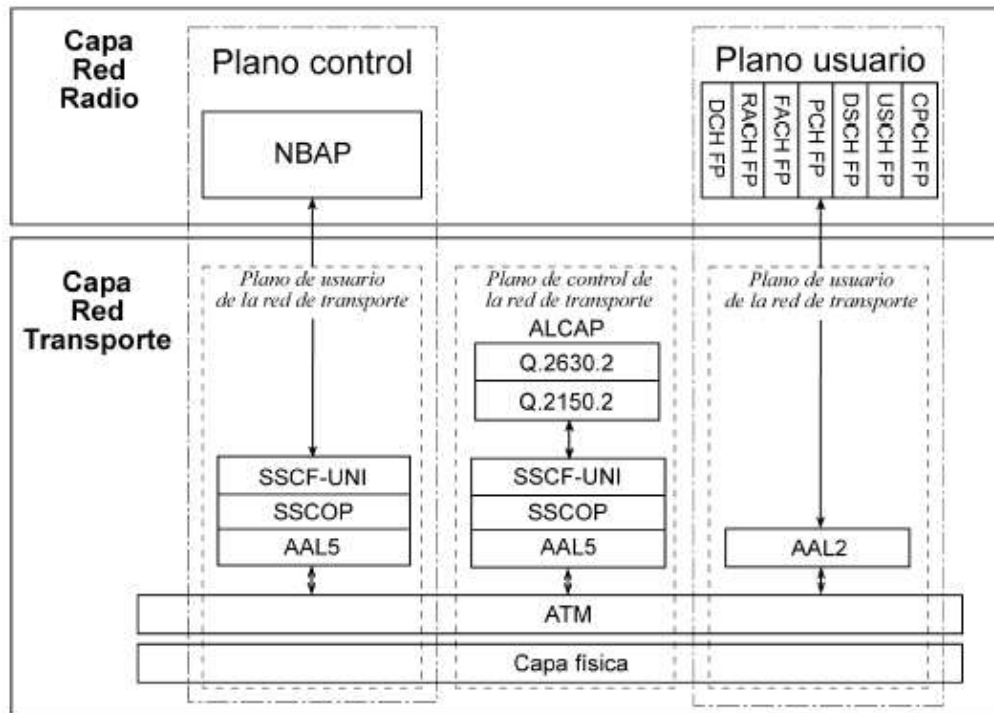 Capa
Red
Radio
Plano control
NBAP
Plano usuario
DCH FP
RACH FP
FACH FP
PCH FP
DSCH FP
USCH FP
CPCH FP
Capa
Red
Transporte
Plano de usuario
de la red de transporte
Plano de control de
la red de transporte
Plano de usuario
de la red de transporte
ALCAP
Q.2630.2
Q.2150.2
SSCF-UNI
SSCOP
AAL5
SSCF-UNI
SSCOP
AAL5
AAL2
ATM
Capa física